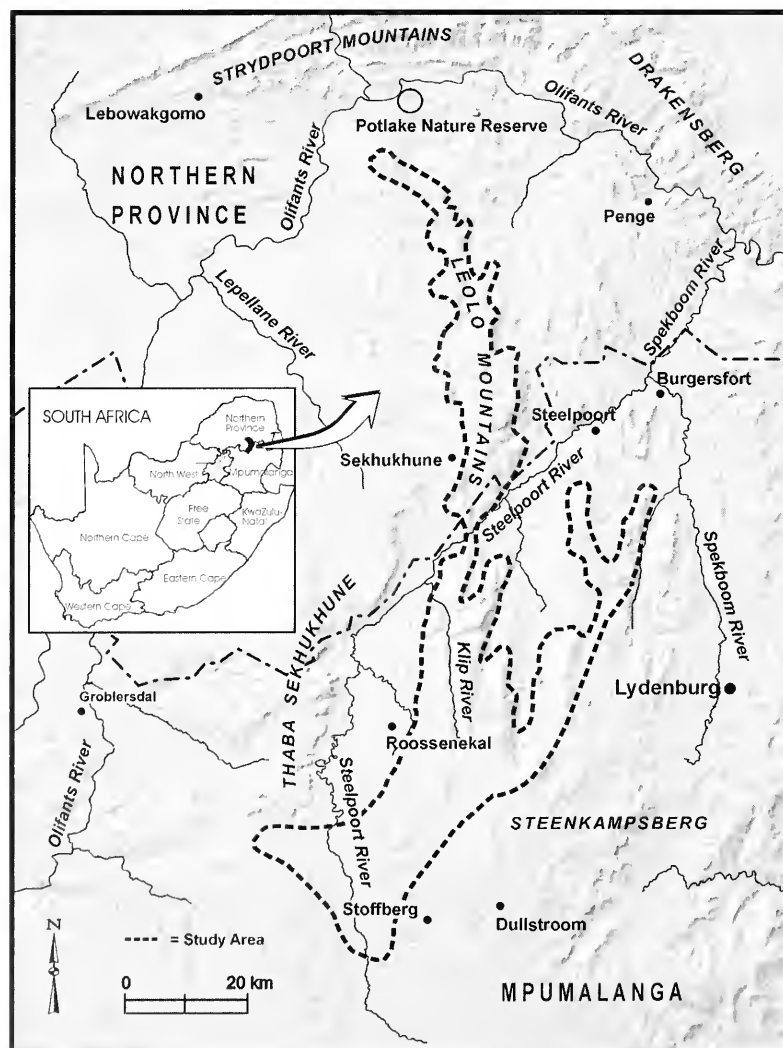 STRYDPOORT MOUNTAINS
DRAKENSBERG
Lebowakgomo
Potlake Nature Reserve
Olifants River
Olifants River
NORTHERN
PROVINCE
Penge
LEOLO MOUNTAINS
Lepellane River
Spekboom River
Burgersfort
Steelpoort
SOUTH AFRICA
Northern
Province
North West
Mpumalanga
Free
State
KwaZulu-
Natal
Northern Cape
Eastern Cape
Western Cape
Sekhukhune
Steelpoort River
Spekboom River
THABA SEKHUKHUNE
Klip River
Lydenburg
Groblersdal
Roossenekal
Olifants River
Steelpoort River
STEENKAMPSBERG
Stoffberg
Dullstroom
N
= Study Area
0 20 km
MPUMALANGA